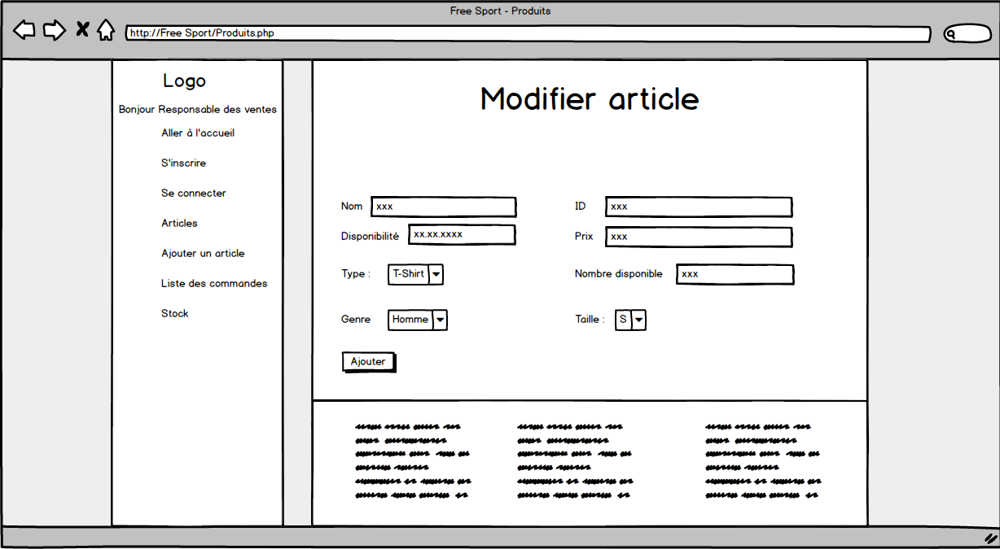 Free Sport - Produits
http://Free Sport/Produits.php
Logo
Bonjour Responsable des ventes
Aller à l'accueil
S'inscrire
Se connecter
Articles
Ajouter un article
Liste des commandes
Stock
Modifier article
Nom xxx ID xxx
Disponibilité xx.xx.xxxx Prix xxx
Type : T-Shirt Nombre disponible xxx
Genre Homme Taille : S
Ajouter